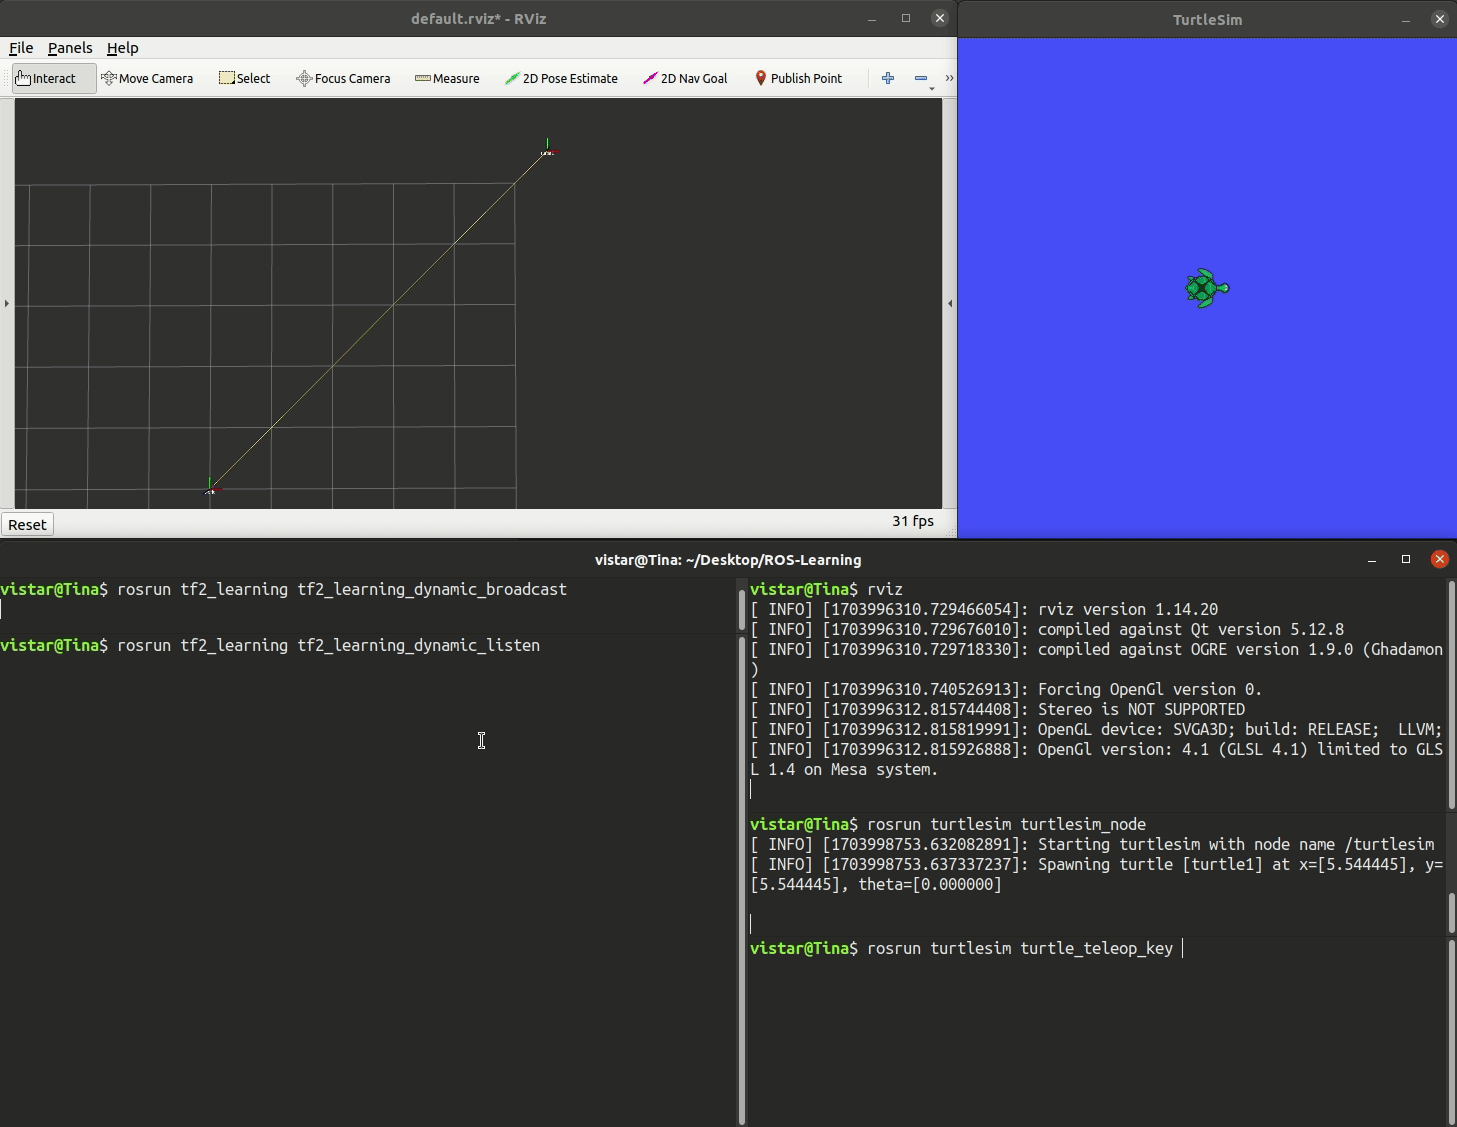 default.rviz* - RViz
File Panels Help
Interact Move Camera Select Focus Camera Measure 2D Pose Estimate 2D Nav Goal Publish Point »
Reset
31 fps
TurtleSim
vistar@Tina: ~/Desktop/ROS-Learning
vistar@Tina$ rosrun tf2_learning tf2_learning_dynamic_broadcast
vistar@Tina$ rosrun tf2_learning tf2_learning_dynamic_listen
vistar@Tina$ rviz
[ INFO] [1703996310.729466054]: rviz version 1.14.20
[ INFO] [1703996310.729676010]: compiled against Qt version 5.12.8
[ INFO] [1703996310.729718330]: compiled against OGRE version 1.9.0 (Ghadamon
)
[ INFO] [1703996310.740526913]: Forcing OpenGl version 0.
[ INFO] [1703996312.815744408]: Stereo is NOT SUPPORTED
[ INFO] [1703996312.815819991]: OpenGL device: SVGA3D; build: RELEASE;  LLVM;
[ INFO] [1703996312.815926888]: OpenGl version: 4.1 (GLSL 4.1) limited to GLS
L 1.4 on Mesa system.
vistar@Tina$ rosrun turtlesim turtlesim_node
[ INFO] [1703998753.632082891]: Starting turtlesim with node name /turtlesim
[ INFO] [1703998753.637337237]: Spawning turtle [turtle1] at x=[5.544445], y=
[5.544445], theta=[0.000000]
vistar@Tina$ rosrun turtlesim turtle_teleop_key